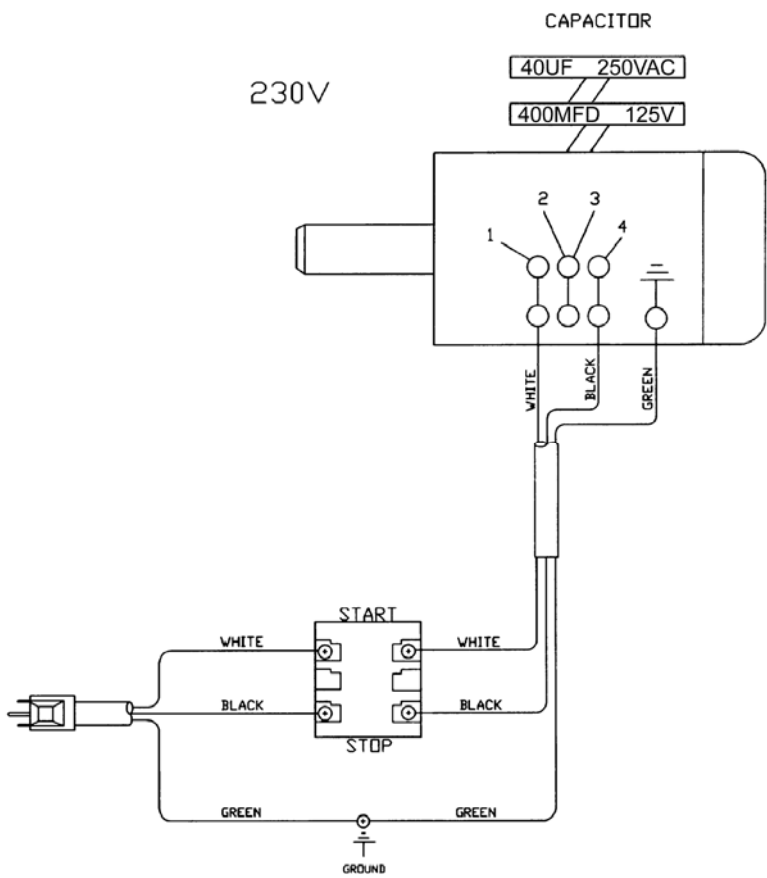 CAPACITOR
230V
40UF 250VAC
400MFD 125V
2 3
1 4
WHITE BLACK GREEN
START
WHITE WHITE
BLACK BLACK
STOP
GREEN GREEN
GROUND